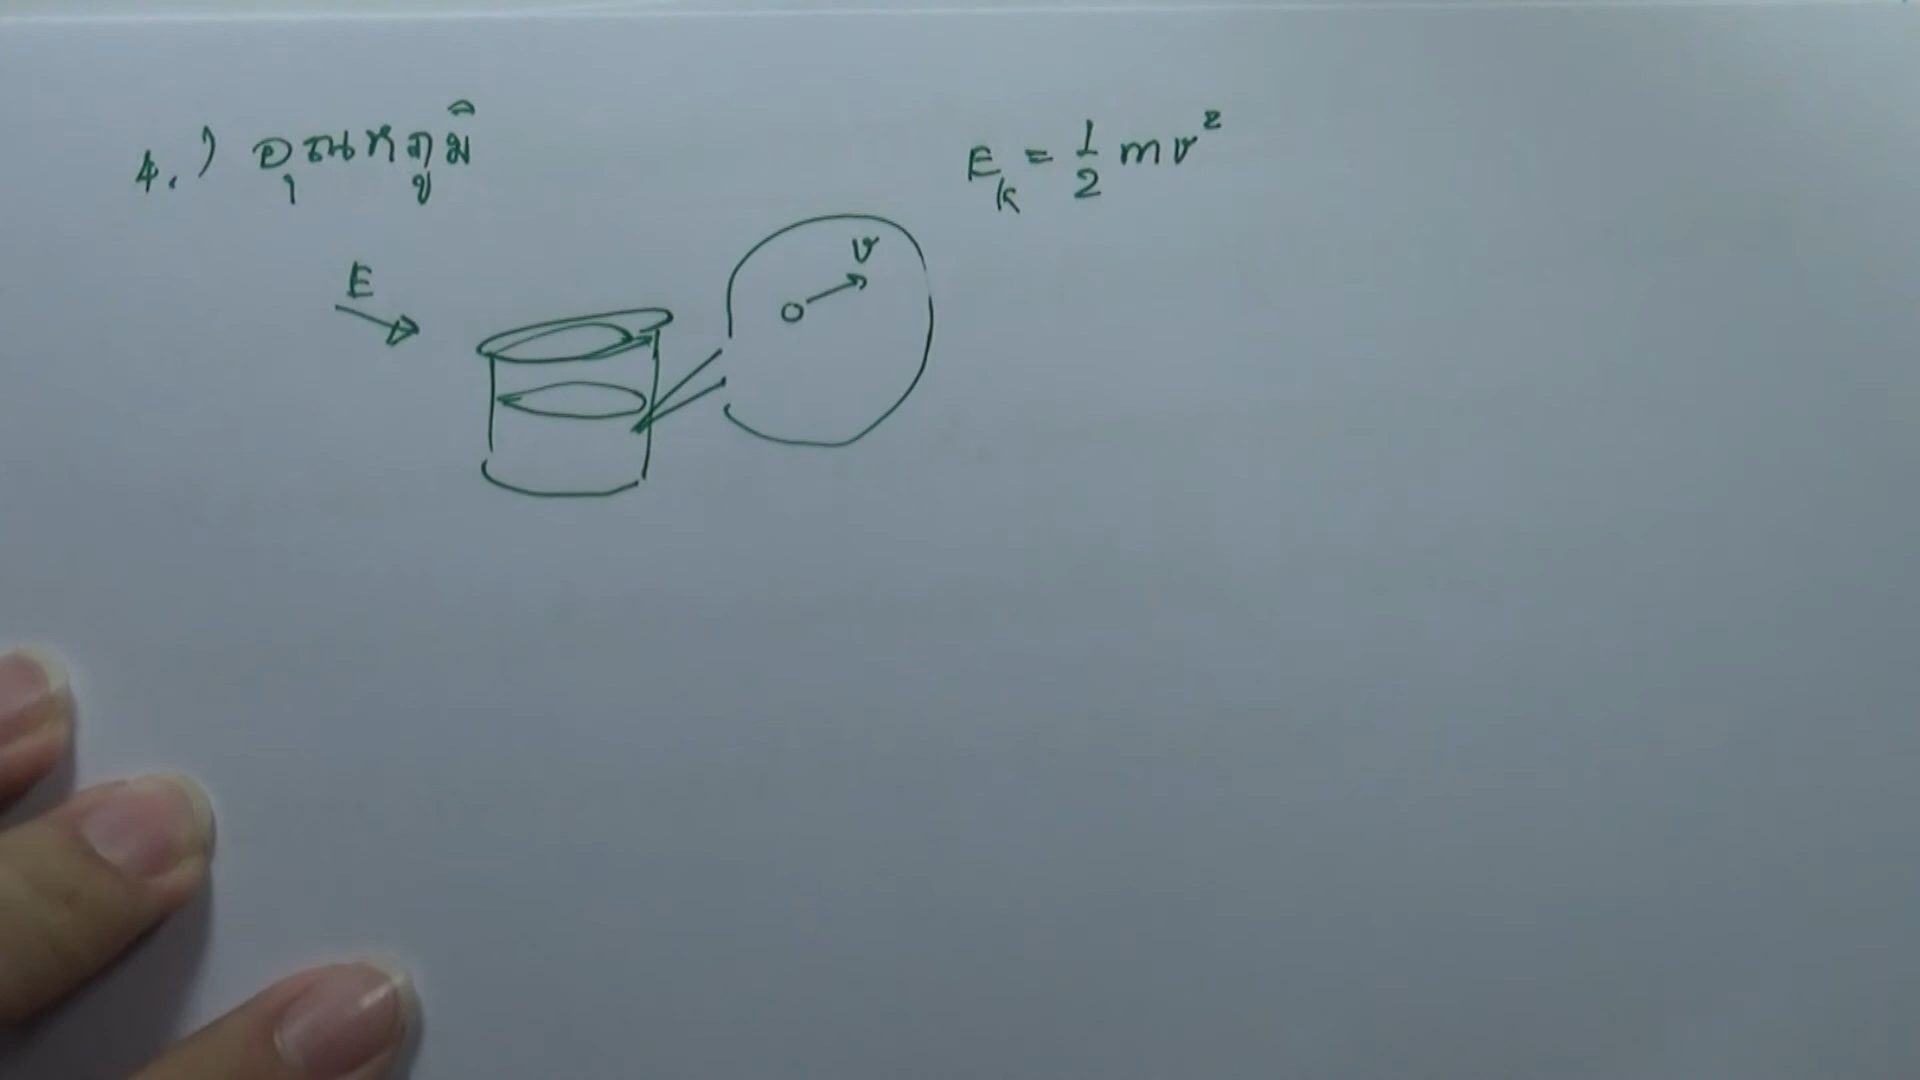 4.) อุณหภูมิ
E_k = 1/2 mv²
E
v